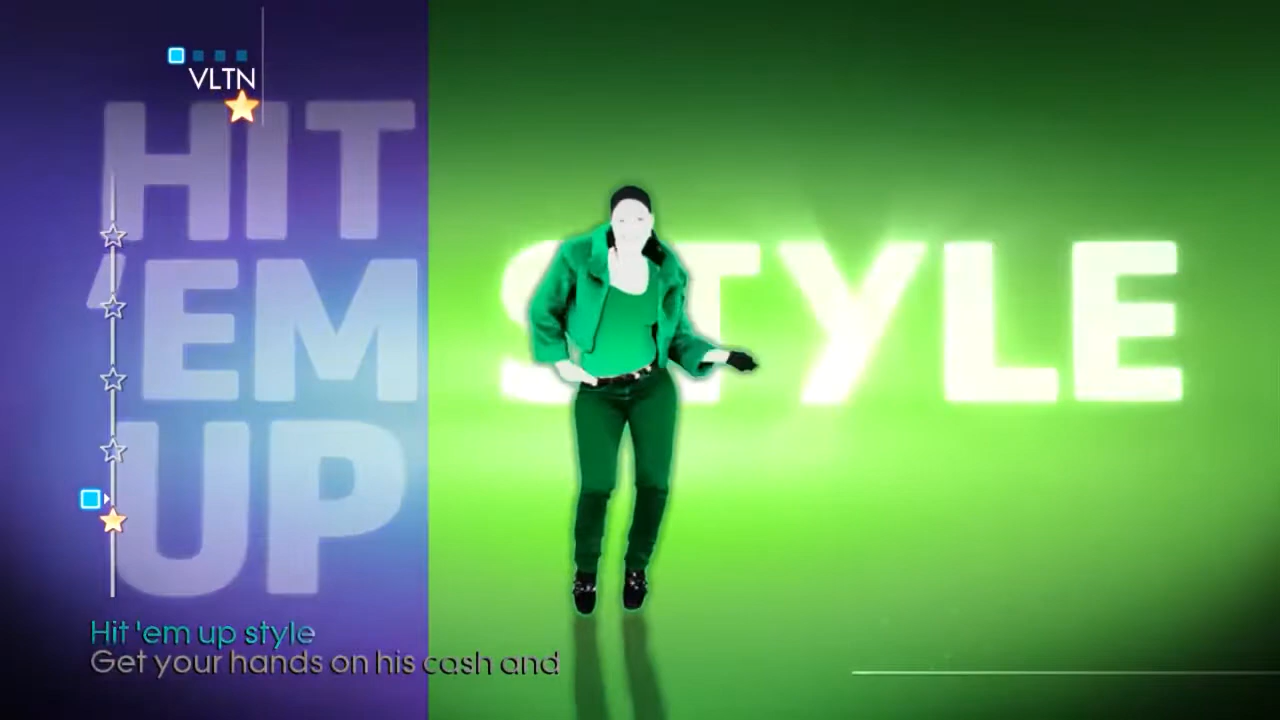 VLTN
HIT
'EM
UP
STYLE
Hit 'em up style
Get your hands on his cash and